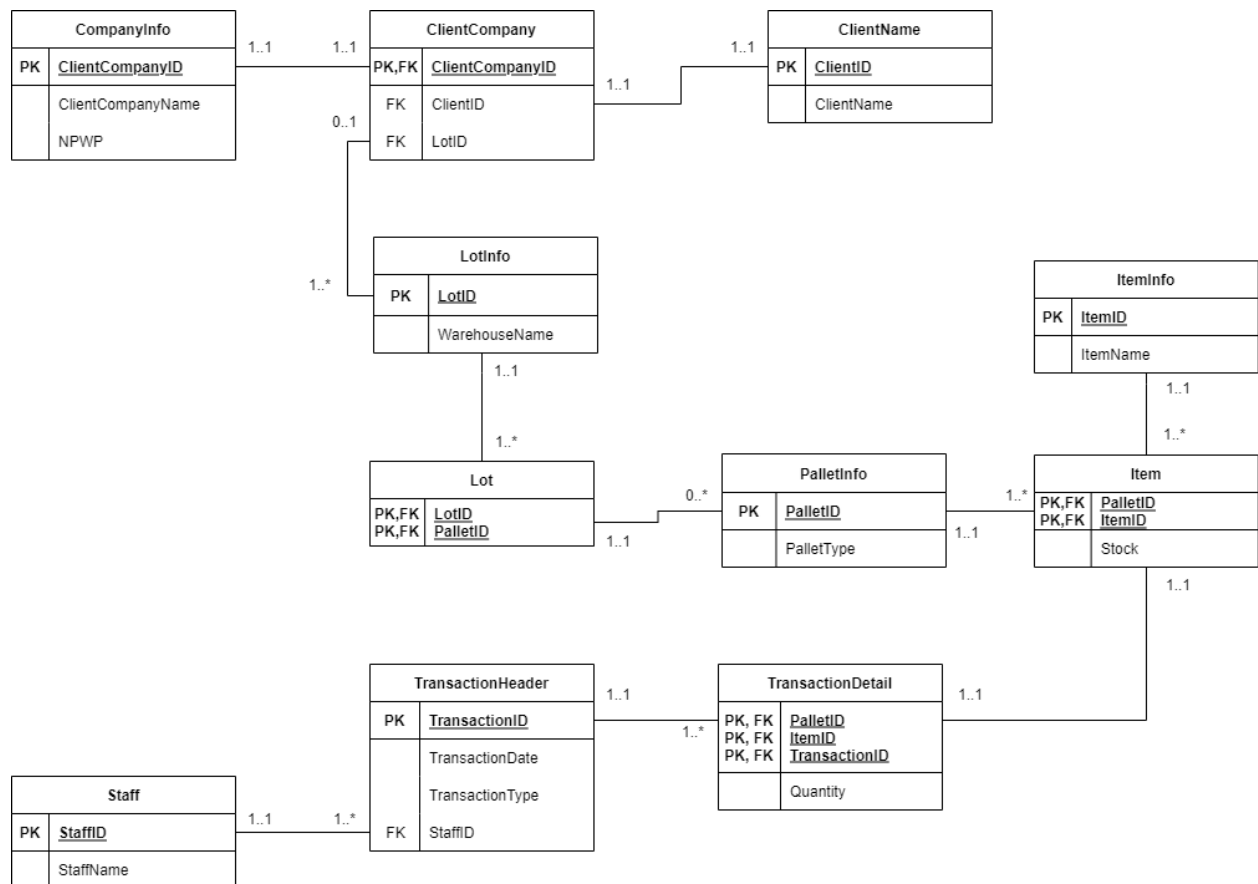 CompanyInfo
PK ClientCompanyID
ClientCompanyName
NPWP
1..1
1..1
ClientCompany
PK,FK ClientCompanyID
FK ClientID
FK LotID
1..1
1..1
ClientName
PK ClientID
ClientName
0..1
1..*
LotInfo
PK LotID
WarehouseName
1..1
1..*
ItemInfo
PK ItemID
ItemName
1..1
1..*
Lot
PK,FK LotID
PK,FK PalletID
1..1
0..*
PalletInfo
PK PalletID
PalletType
1..1
1..*
Item
PK,FK PalletID
PK,FK ItemID
Stock
1..1
TransactionHeader
PK TransactionID
TransactionDate
TransactionType
FK StaffID
1..1
1..*
TransactionDetail
PK, FK PalletID
PK, FK ItemID
PK, FK TransactionID
Quantity
1..1
Staff
PK StaffID
StaffName
1..1
1..*